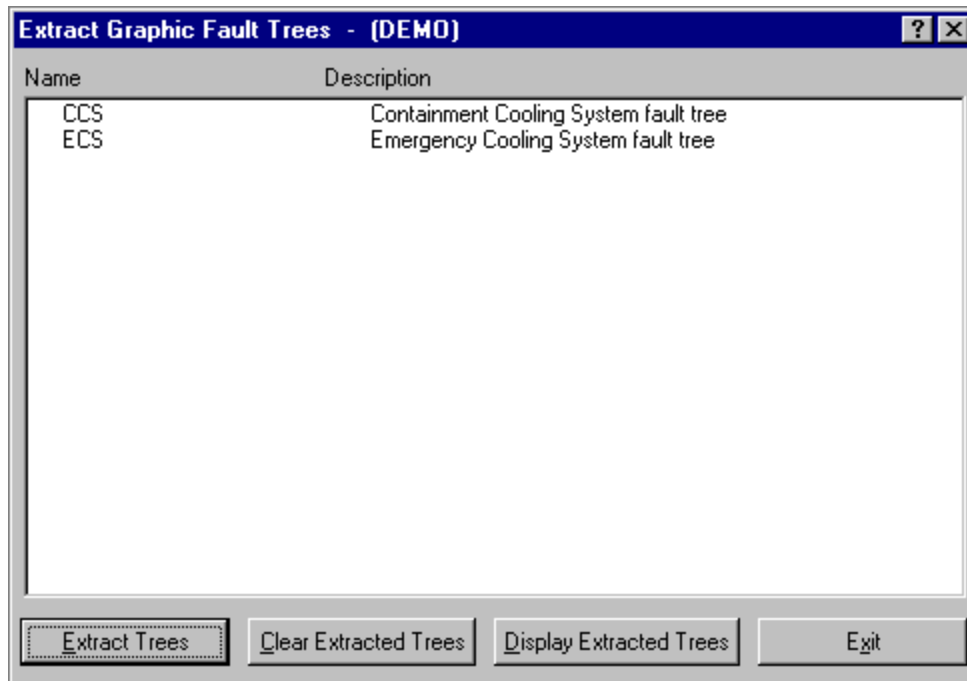 Extract Graphic Fault Trees - (DEMO)
Name Description
CCS Containment Cooling System fault tree
ECS Emergency Cooling System fault tree
Extract Trees Clear Extracted Trees Display Extracted Trees Exit